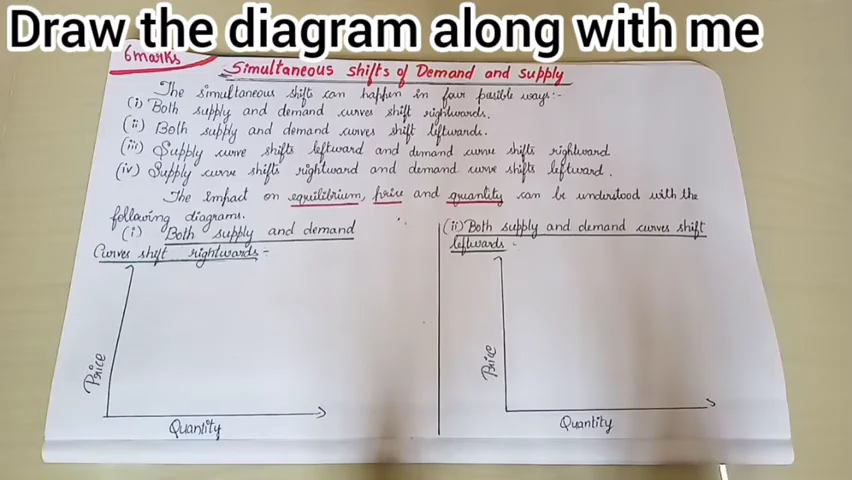 Draw the diagram along with me
6 marks
Simultaneous shifts of Demand and Supply
The simultaneous shifts can happen in four posible ways:-
(i) Both supply and demand curves shift rightwards.
(ii) Both supply and demand curves shift leftwards.
(iii) Supply curve shifts leftward and demand curve shifts rightward
(iv) Supply curve shifts rightward and demand curve shifts leftward.
The impact on equilibrium, price and quantity can be understood with the
following diagrams.
(i) Both supply and demand
Curves shift rightwards:-
Price
Quantity
(ii) Both supply and demand curves shift
leftwards:-
Price
Quantity